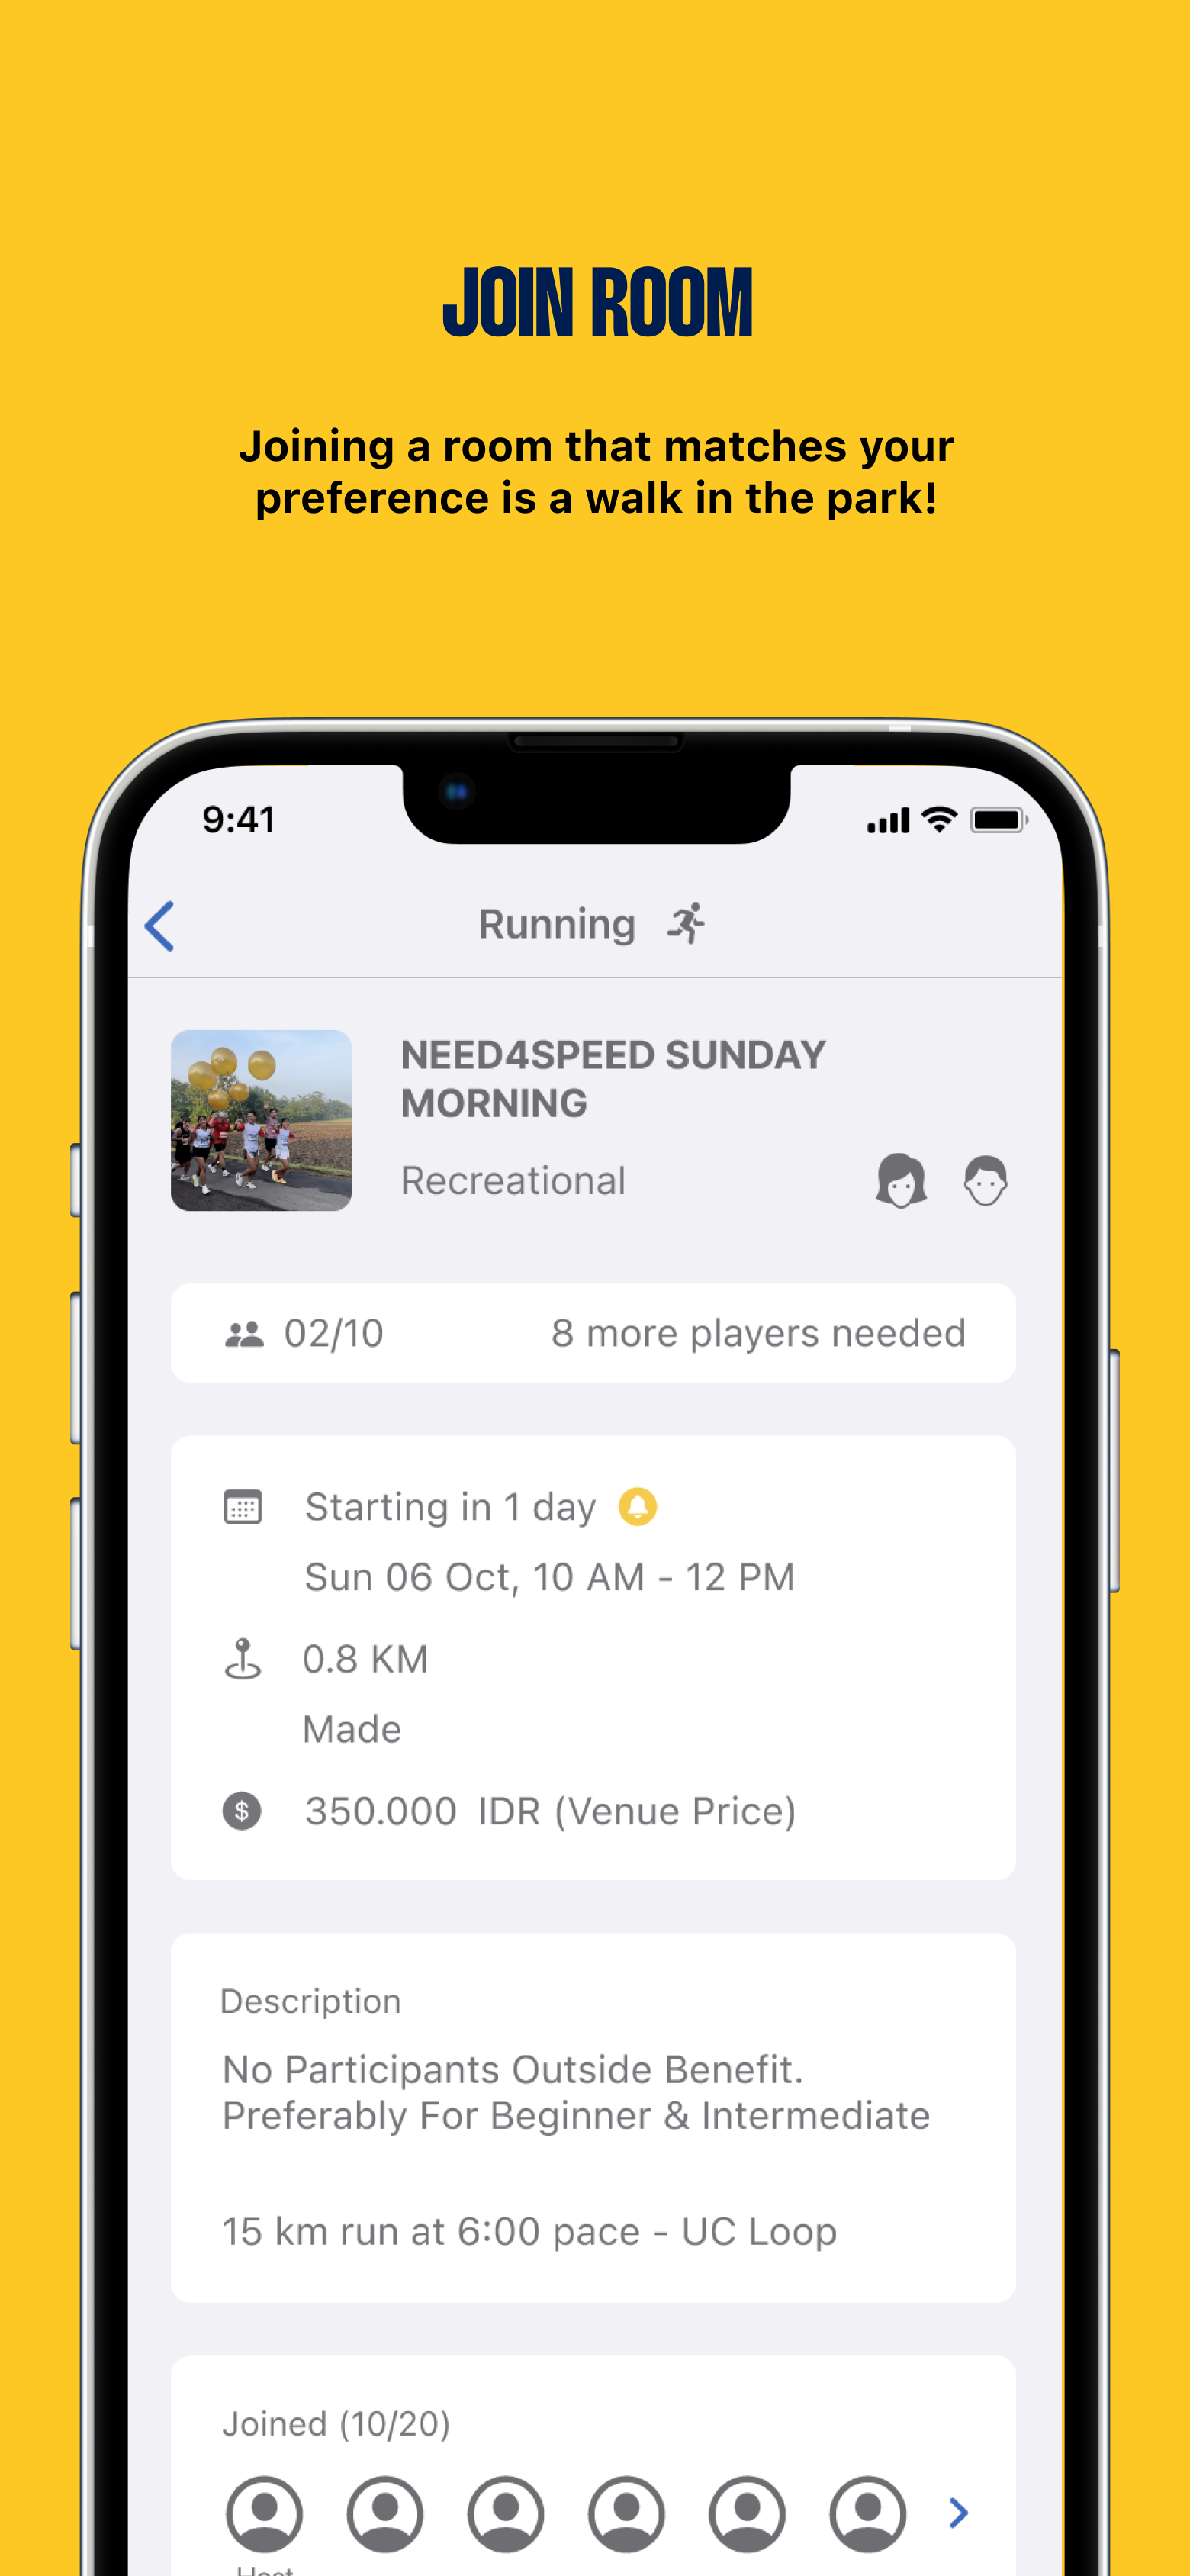 JOIN ROOM
Joining a room that matches your
preference is a walk in the park!
9:41
Running
NEED4SPEED SUNDAY
MORNING
Recreational
02/10
8 more players needed
Starting in 1 day
Sun 06 Oct, 10 AM - 12 PM
0.8 KM
Made
$
350.000 IDR (Venue Price)
Description
No Participants Outside Benefit.
Preferably For Beginner & Intermediate
15 km run at 6:00 pace - UC Loop
Joined (10/20)
Host